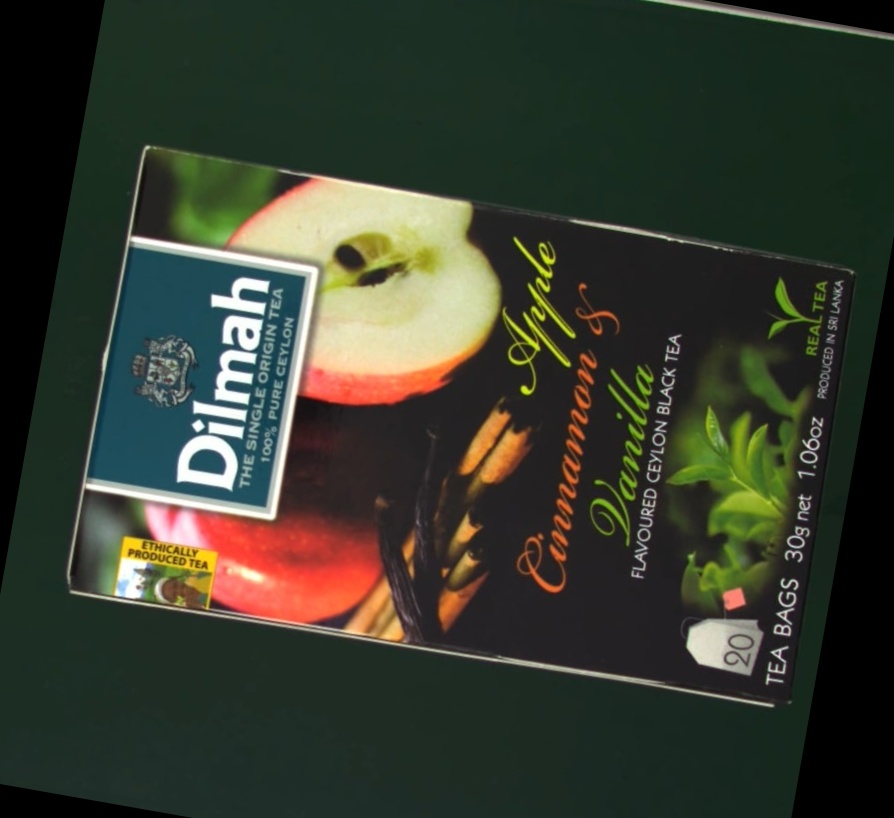 Dilmah
THE SINGLE ORIGIN TEA
100% PURE CEYLON
ETHICALLY
PRODUCED TEA
Apple
Cinnamon &
Vanilla
FLAVOURED CEYLON BLACK TEA
REAL TEA
PRODUCED IN SRI LANKA
20
TEA BAGS 30g net 1.06oz